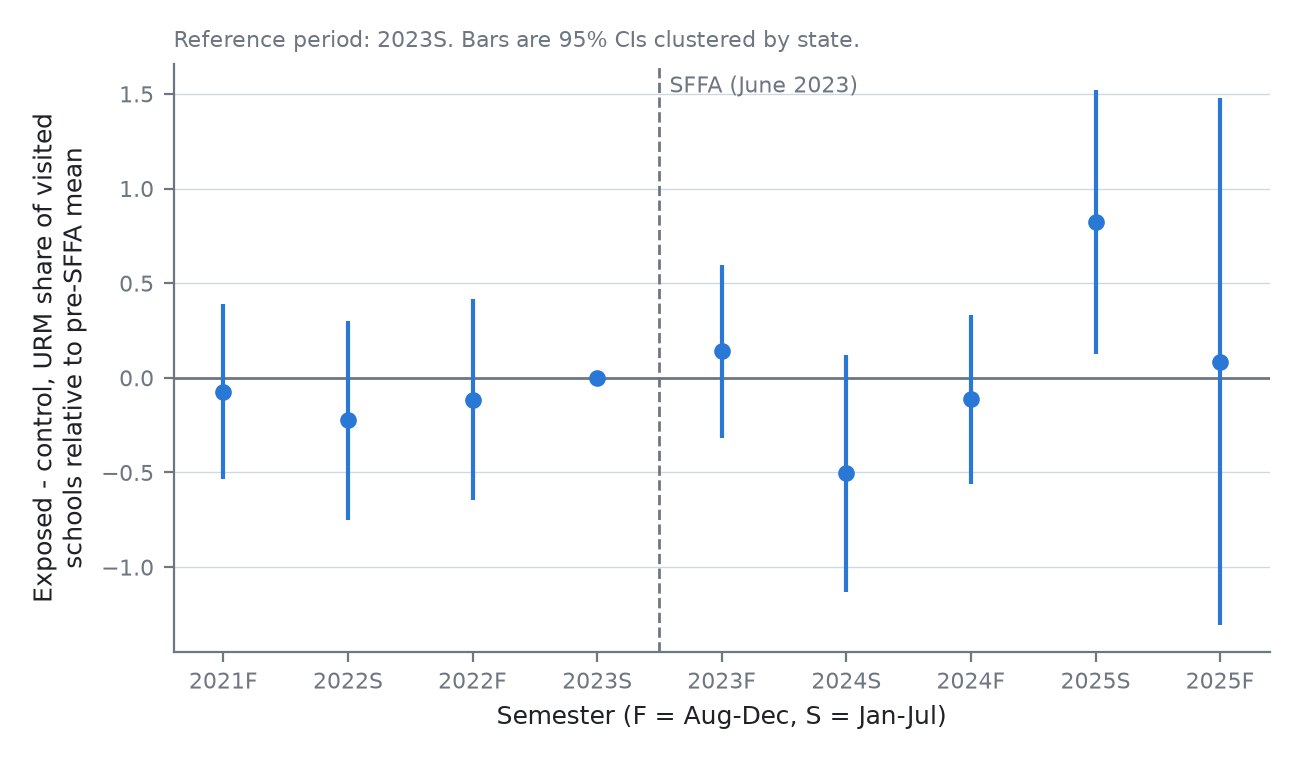 Reference period: 2023S. Bars are 95% CIs clustered by state.
SFFA (June 2023)
Exposed - control, URM share of visited
schools relative to pre-SFFA mean
1.5
1.0
0.5
0.0
−0.5
−1.0
2021F 2022S 2022F 2023S 2023F 2024S 2024F 2025S 2025F
Semester (F = Aug-Dec, S = Jan-Jul)